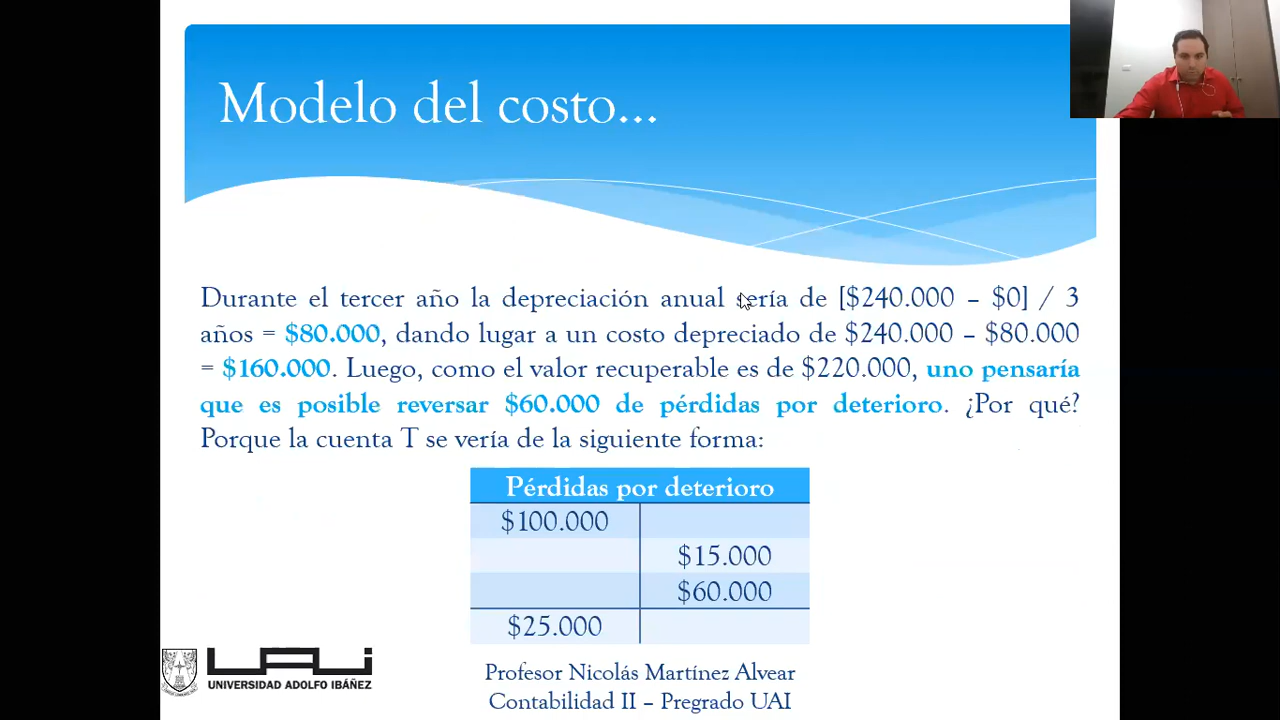 Modelo del costo...
Durante el tercer año la depreciación anual sería de [$240.000 – $0] / 3
años = $80.000, dando lugar a un costo depreciado de $240.000 – $80.000
= $160.000. Luego, como el valor recuperable es de $220.000, uno pensaría
que es posible reversar $60.000 de pérdidas por deterioro. ¿Por qué?
Porque la cuenta T se vería de la siguiente forma:
Pérdidas por deterioro
$100.000
$15.000
$60.000
$25.000
UAI
UNIVERSIDAD ADOLFO IBÁÑEZ
Profesor Nicolás Martínez Alvear
Contabilidad II – Pregrado UAI